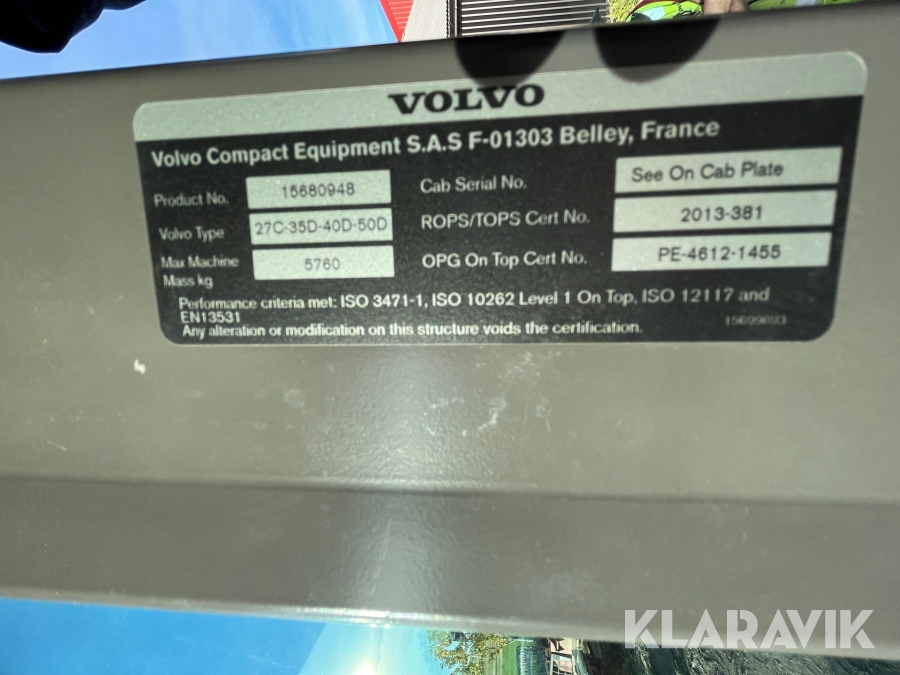 VOLVO
Volvo Compact Equipment S.A.S F-01303 Belley, France
Product No. 15680948 Cab Serial No. See On Cab Plate
Volvo Type 27C-35D-40D-50D ROPS/TOPS Cert No. 2013-381
Max Machine Mass kg 5760 OPG On Top Cert No. PE-4612-1455
Performance criteria met: ISO 3471-1, ISO 10262 Level 1 On Top, ISO 12117 and
EN13531
Any alteration or modification on this structure voids the certification.
KLARAVIK